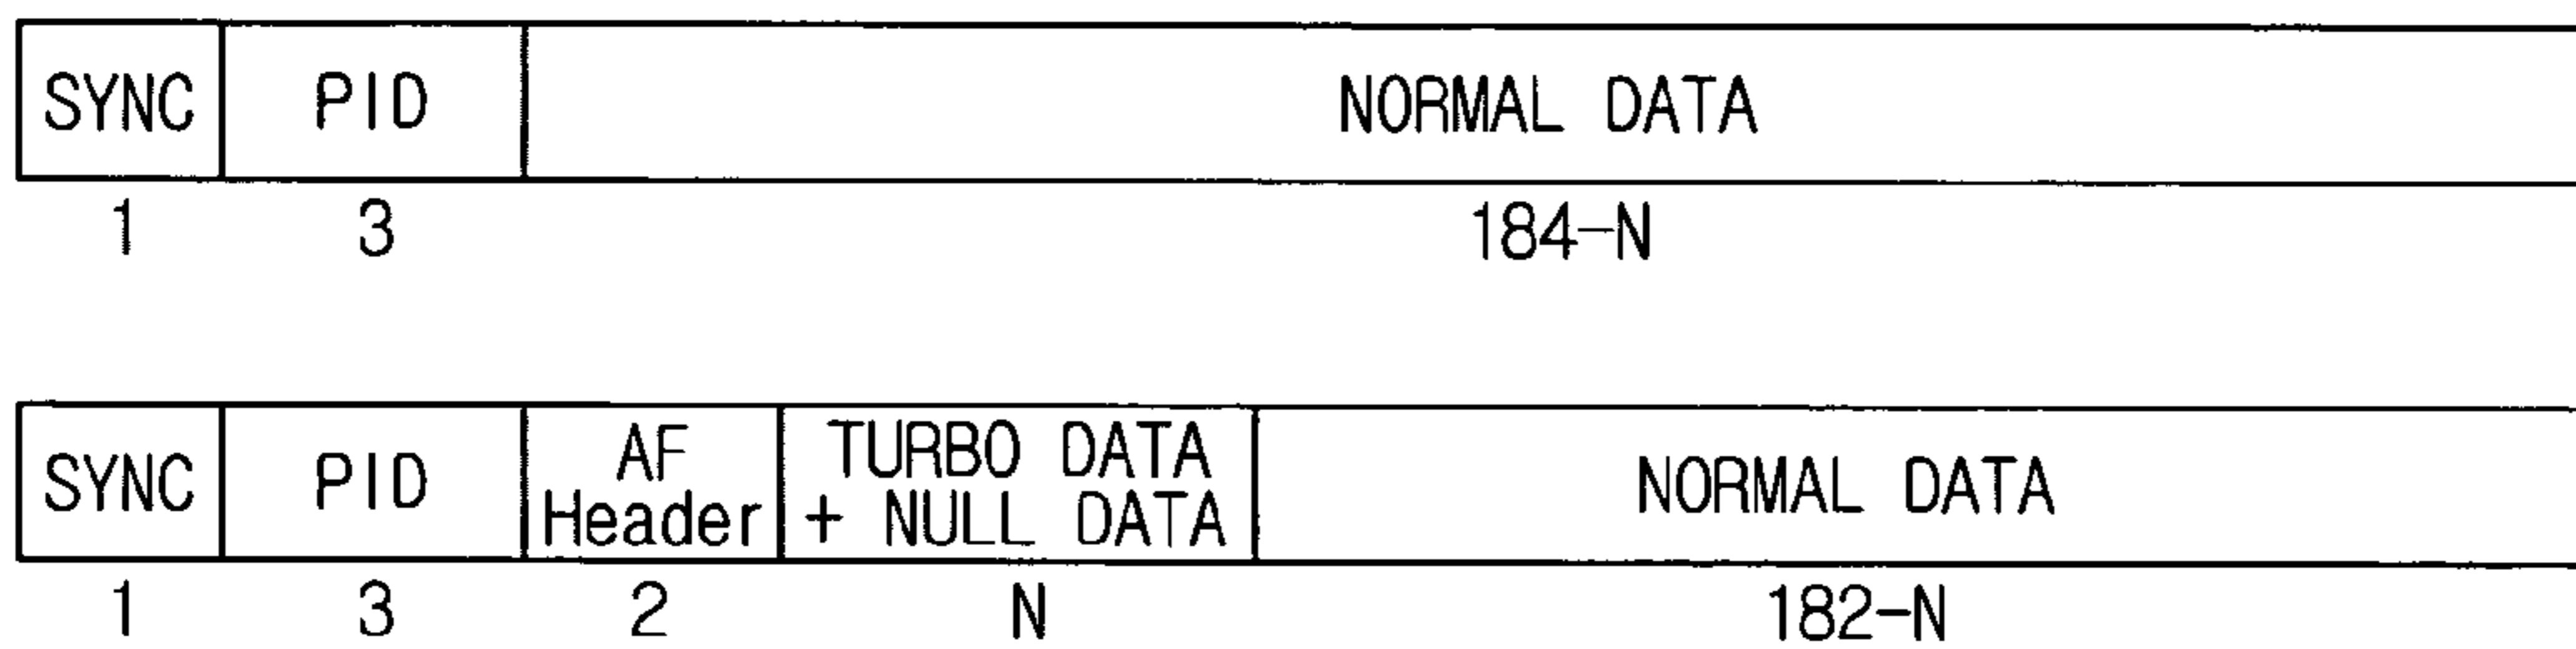 SYNC PID NORMAL DATA
1 3 184-N
SYNC PID AF Header TURBO DATA + NULL DATA NORMAL DATA
1 3 2 N 182-N